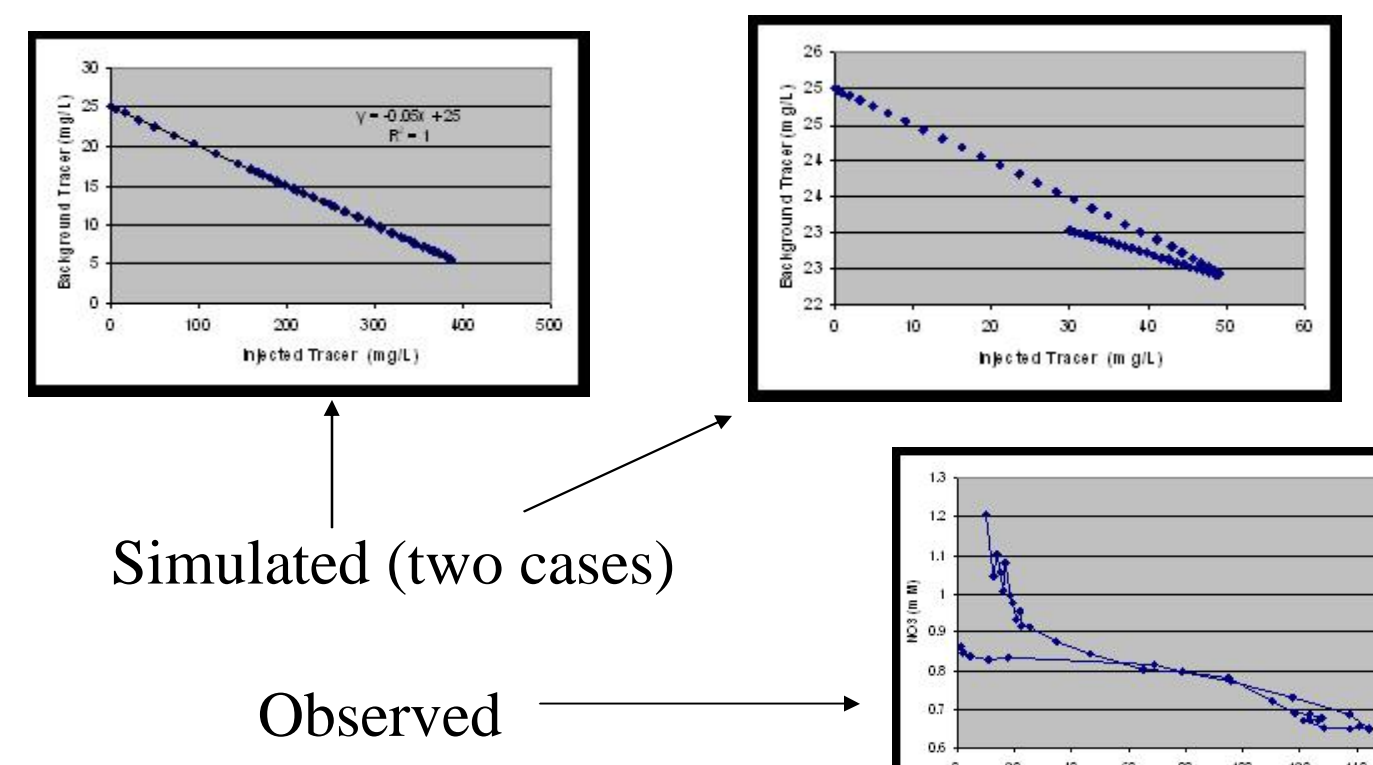 30
25
20
15
10
5
0
Background Tracer (mg/L)
y = -0.05x + 25
R² = 1
0 100 200 300 400 500
Injected Tracer (mg/L)
26
25
25
24
24
23
23
22
Background Tracer (mg/L)
0 10 20 30 40 50 60
Injected Tracer (mg/L)
Simulated (two cases)
Observed
1.3
1.2
1.1
1
0.9
0.8
0.7
0.6
NO3 (mM)